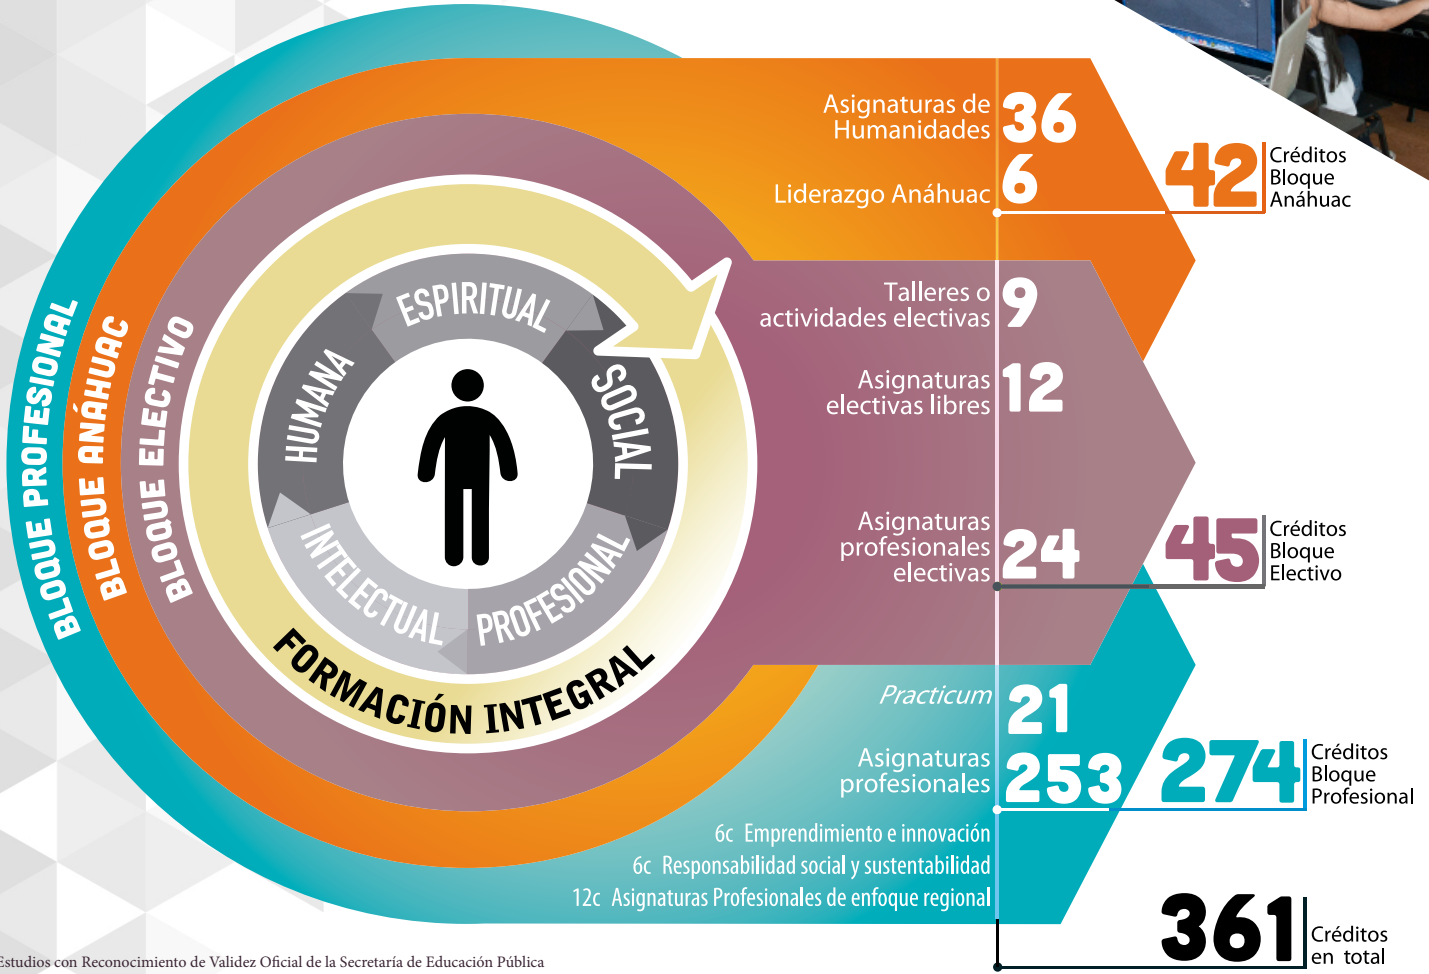 BLOQUE PROFESIONAL
BLOQUE ANÁHUAC
BLOQUE ELECTIVO
ESPIRITUAL
SOCIAL
PROFESIONAL
INTELECTUAL
HUMANA
FORMACIÓN INTEGRAL
Asignaturas de
Humanidades
36
Liderazgo Anáhuac
6
42
Créditos
Bloque
Anáhuac
Talleres o
actividades electivas
9
Asignaturas
electivas libres
12
Asignaturas
profesionales
electivas
24
45
Créditos
Bloque
Electivo
Practicum
21
Asignaturas
profesionales
253
274
Créditos
Bloque
Profesional
6c Emprendimiento e innovación
6c Responsabilidad social y sustentabilidad
12c Asignaturas Profesionales de enfoque regional
361
Créditos
en total
Estudios con Reconocimiento de Validez Oficial de la Secretaría de Educación Pública